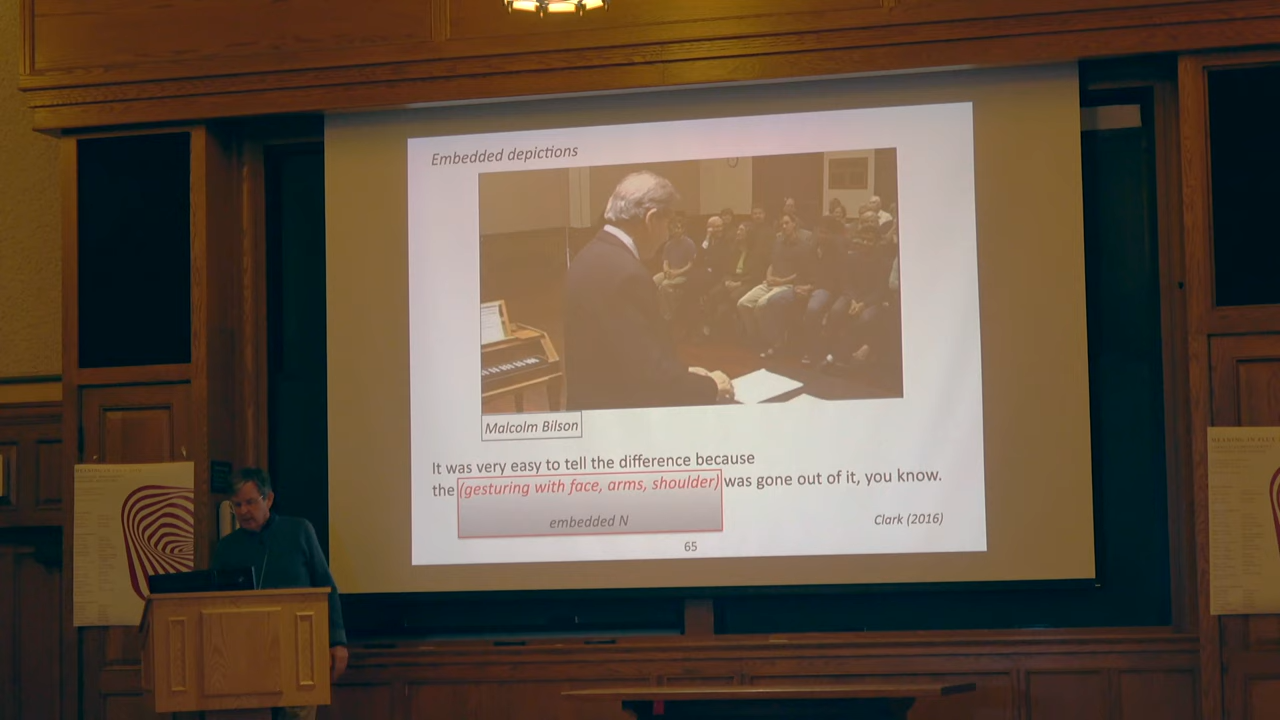 Embedded depictions
Malcolm Bilson
It was very easy to tell the difference because
the (gesturing with face, arms, shoulder) was gone out of it, you know.
embedded N
Clark (2016)
65